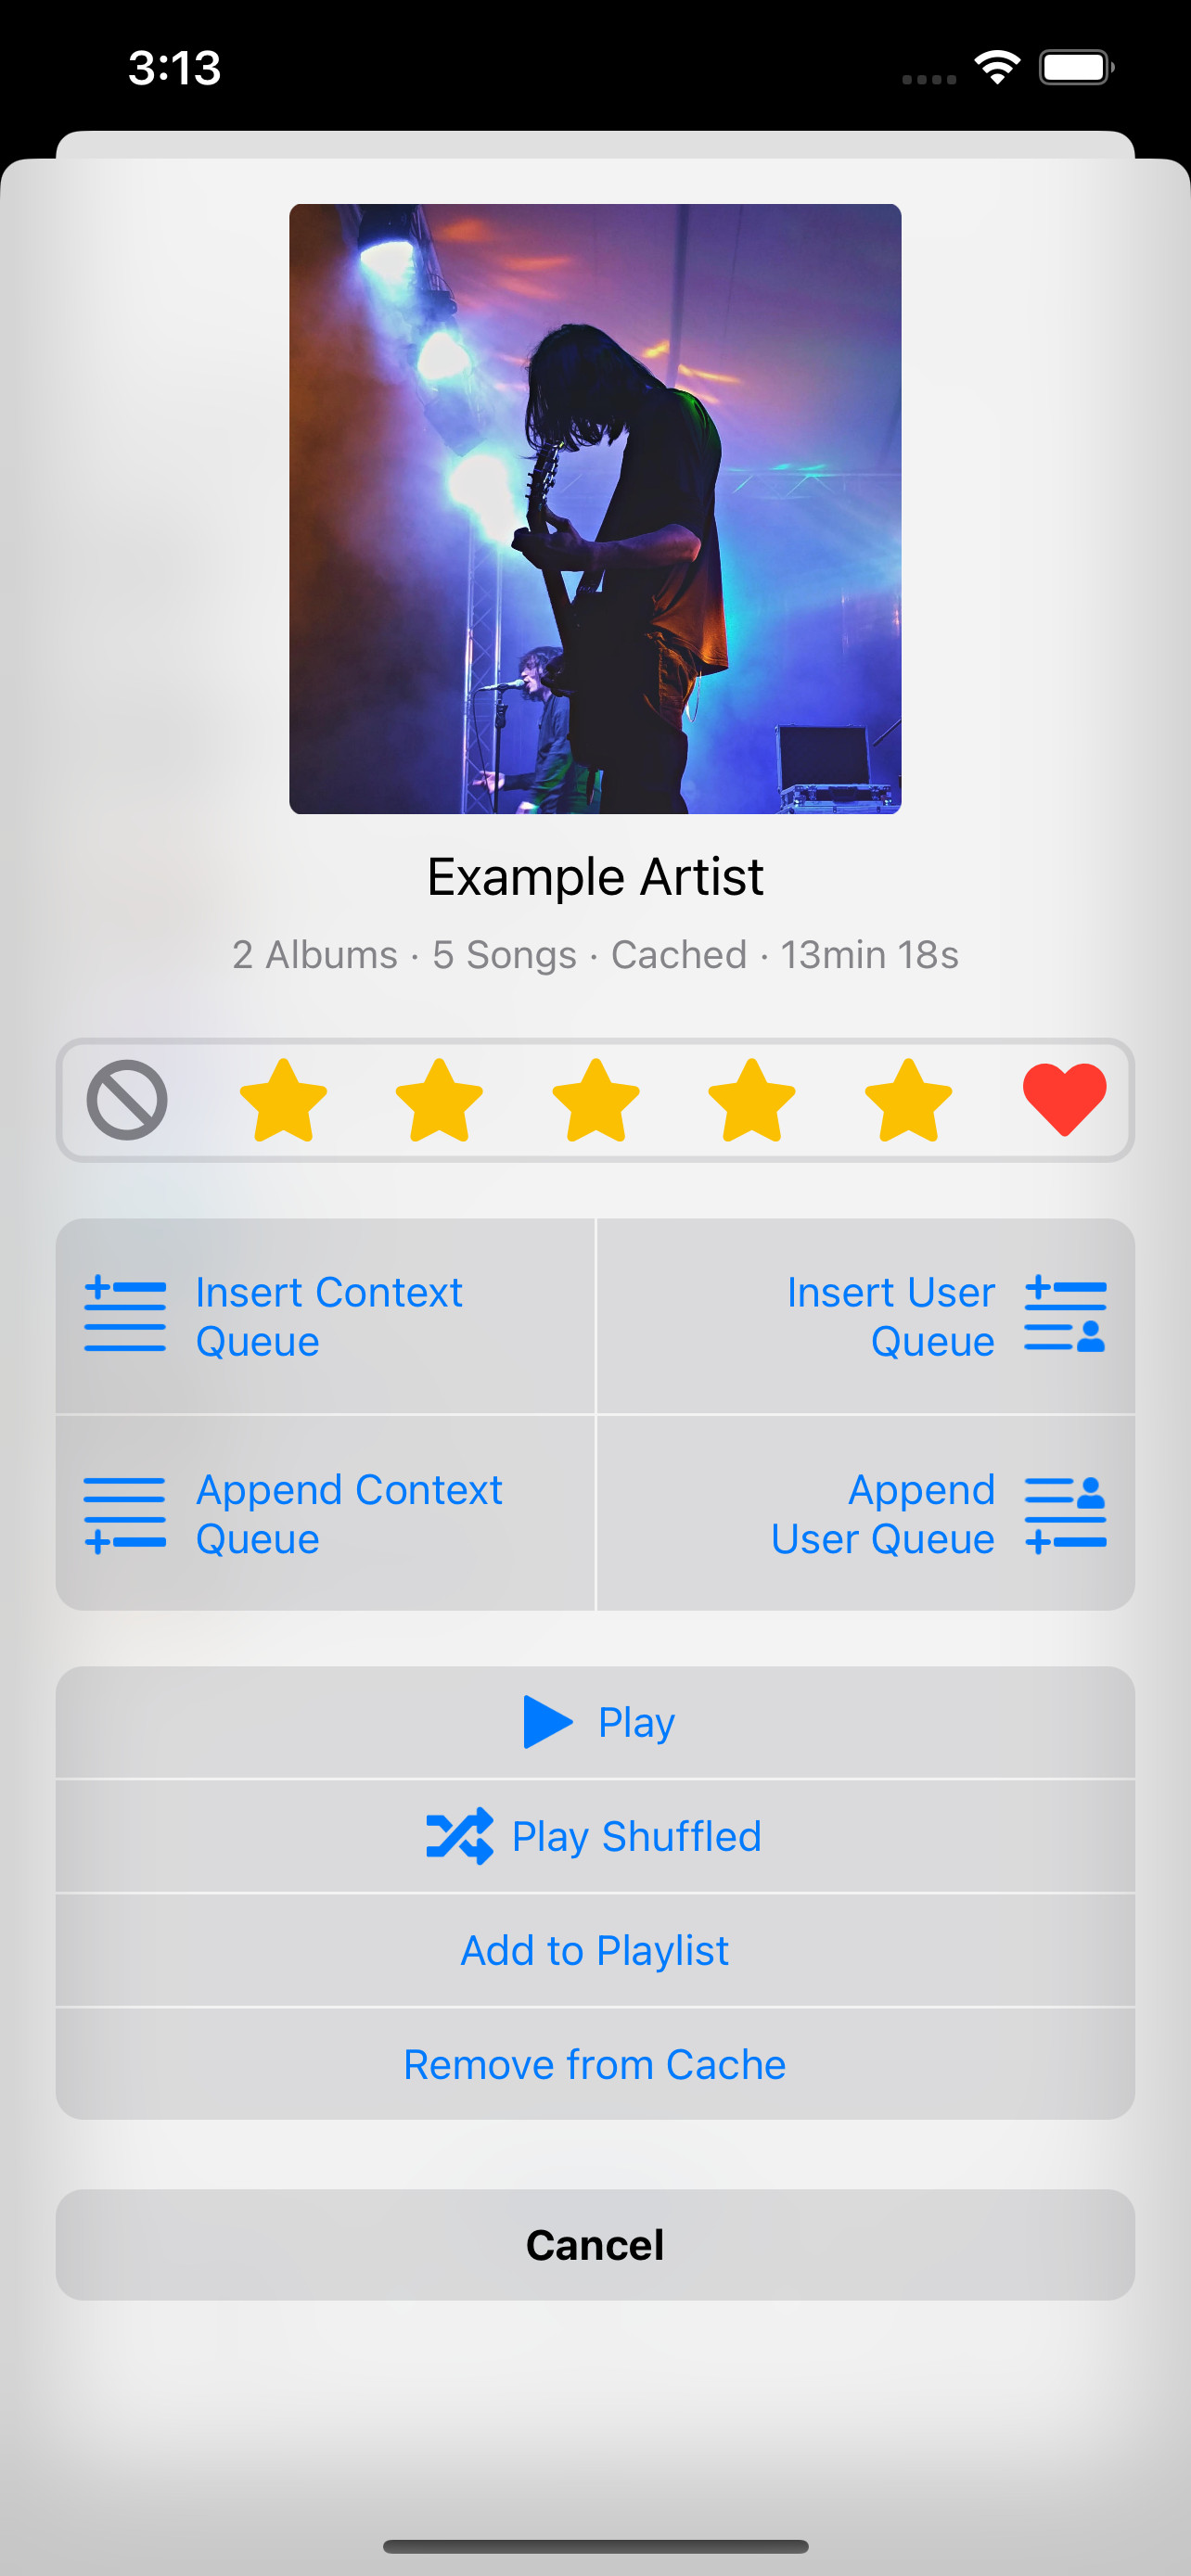 3:13
Example Artist
2 Albums · 5 Songs · Cached · 13min 18s
Insert Context
Queue
Insert User
Queue
Append Context
Queue
Append
User Queue
Play
Play Shuffled
Add to Playlist
Remove from Cache
Cancel